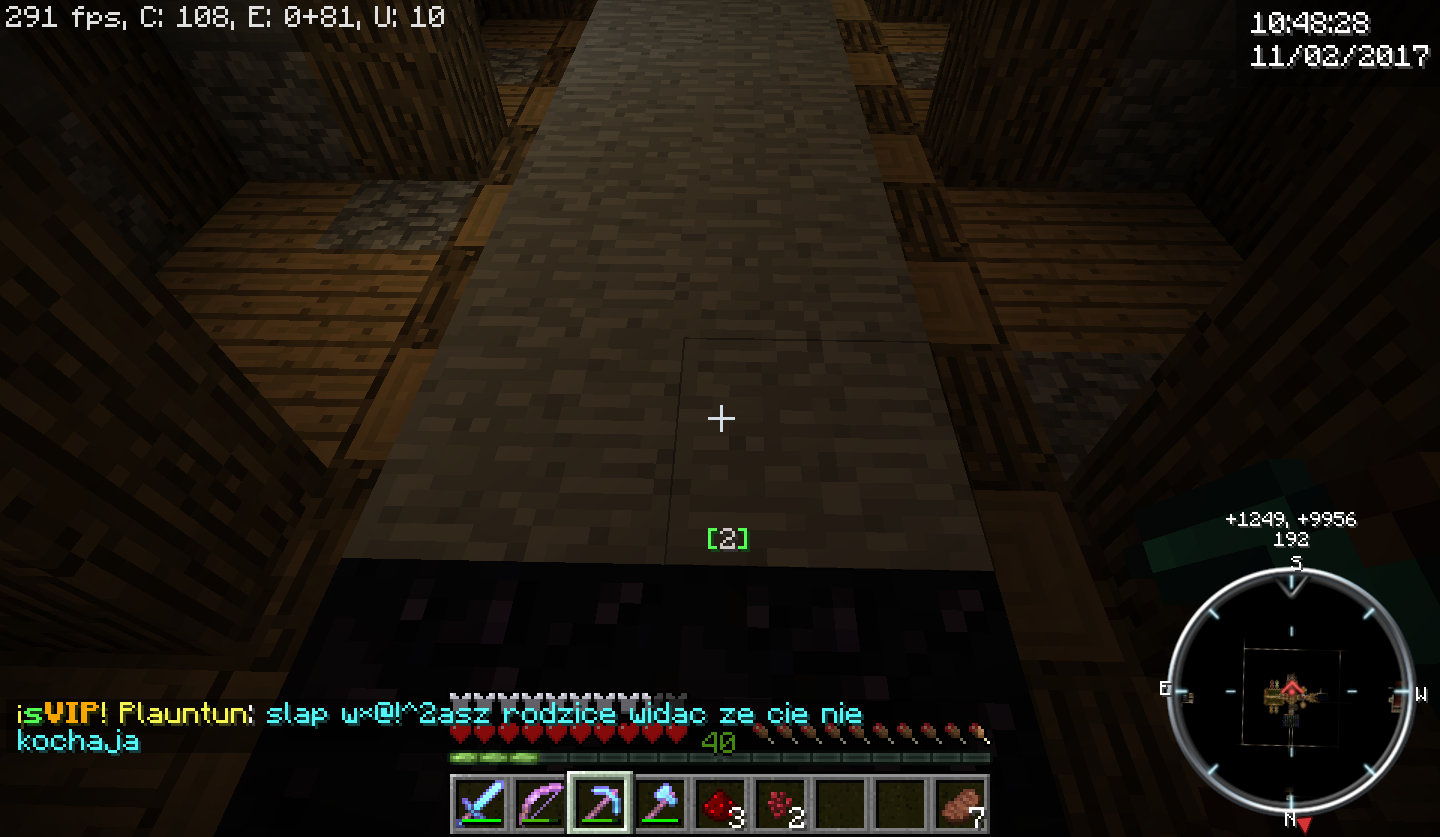 291 fps, C: 108, E: 0+81, U: 10
10:48:28
11/02/2017
[2]
+1249, +9956
192
S
E
W
N
isVIP! Plauntun: slap w×@!^2asz rodzice widac ze cie nie
kochaja
40
3
2
7